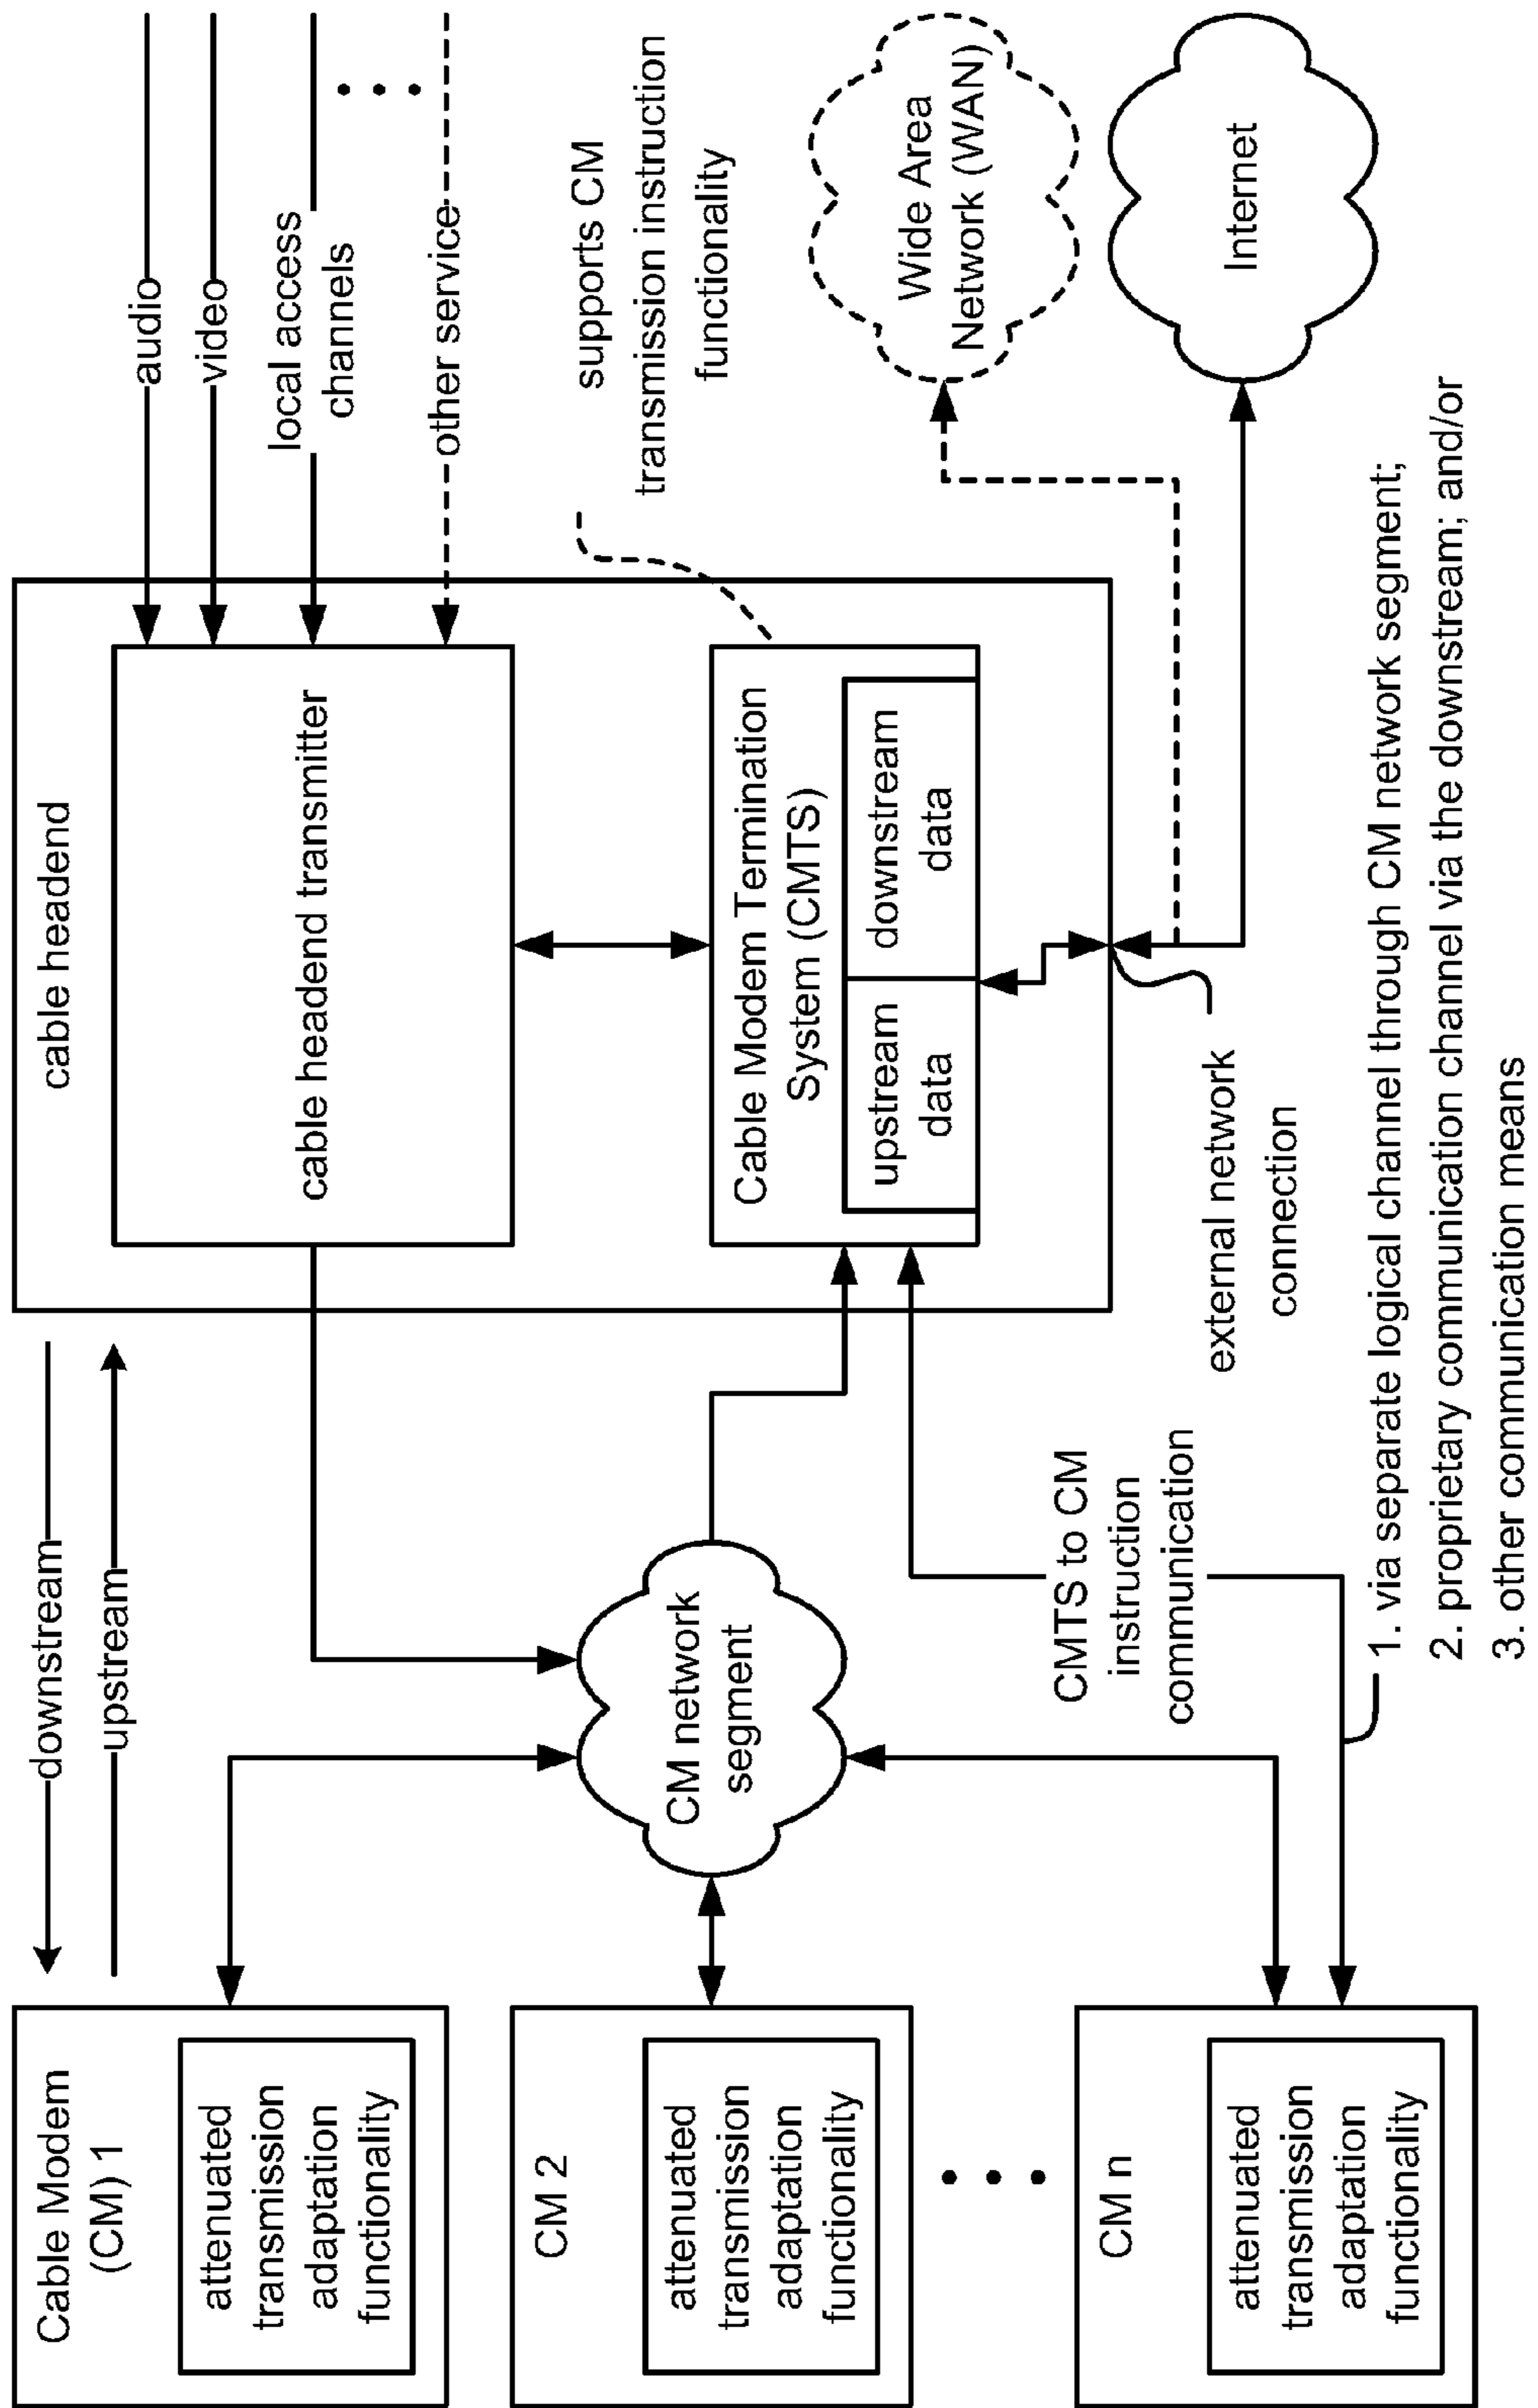 Cable Modem
(CM) 1
attenuated
transmission
adaptation
functionality
CM 2
attenuated
transmission
adaptation
functionality
CM n
attenuated
transmission
adaptation
functionality
downstream
upstream
CM network
segment
CMTS to CM
instruction
communication
cable headend
cable headend transmitter
Cable Modem Termination
System (CMTS)
upstream
data
downstream
data
external network
connection
audio
video
local access
channels
other service
supports CM
transmission instruction
functionality
Wide Area
Network (WAN)
Internet
1. via separate logical channel through CM network segment;
2. proprietary communication channel via the downstream; and/or
3. other communication means